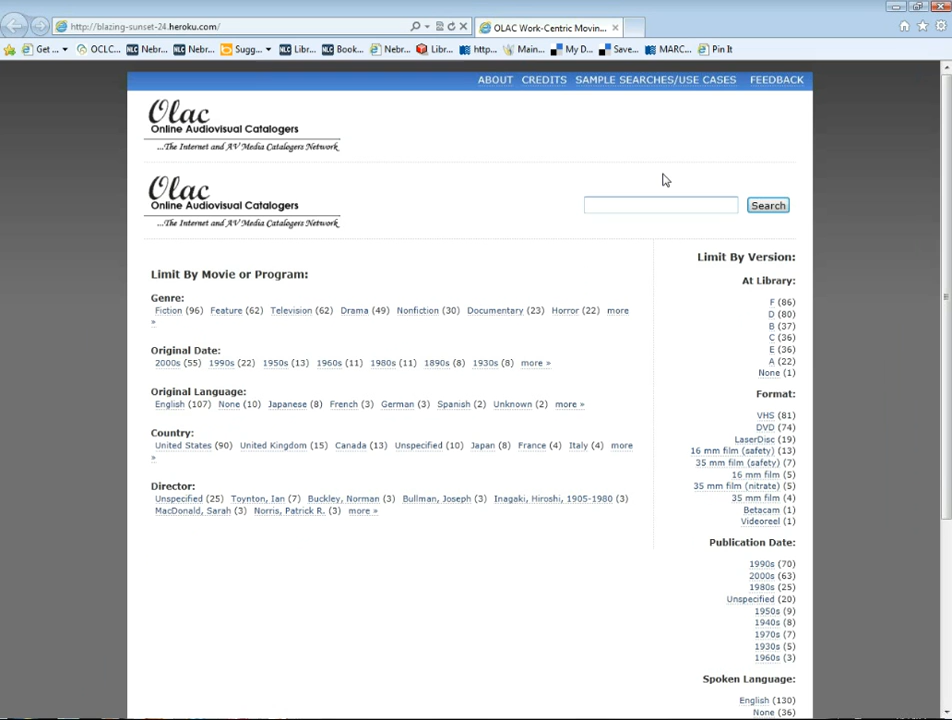 http://blazing-sunset-24.heroku.com/
OLAC Work-Centric Movin...
Get ...
OCLC...
Nebr...
Nebr...
Sugg...
Libr...
Book...
Nebr...
Libr...
http...
Main...
My D...
Save...
MARC...
Pin It
ABOUT CREDITS SAMPLE SEARCHES/USE CASES FEEDBACK
Olac
Online Audiovisual Catalogers
...The Internet and AV Media Catalogers Network
Olac
Online Audiovisual Catalogers
...The Internet and AV Media Catalogers Network
Search
Limit By Movie or Program:
Genre:
Fiction (96) Feature (62) Television (62) Drama (49) Nonfiction (30) Documentary (23) Horror (22) more
»
Original Date:
2000s (55) 1990s (22) 1950s (13) 1960s (11) 1980s (11) 1890s (8) 1930s (8) more »
Original Language:
English (107) None (10) Japanese (8) French (3) German (3) Spanish (2) Unknown (2) more »
Country:
United States (90) United Kingdom (15) Canada (13) Unspecified (10) Japan (8) France (4) Italy (4) more
»
Director:
Unspecified (25) Toynton, Ian (7) Buckley, Norman (3) Bullman, Joseph (3) Inagaki, Hiroshi, 1905-1980 (3)
MacDonald, Sarah (3) Norris, Patrick R. (3) more »
Limit By Version:
At Library:
F (86)
D (80)
B (37)
C (36)
E (36)
A (22)
None (1)
Format:
VHS (81)
DVD (74)
LaserDisc (19)
16 mm film (safety) (13)
35 mm film (safety) (7)
16 mm film (5)
35 mm film (nitrate) (5)
35 mm film (4)
Betacam (1)
Videoreel (1)
Publication Date:
1990s (70)
2000s (63)
1980s (25)
Unspecified (20)
1950s (9)
1940s (8)
1970s (7)
1930s (5)
1960s (3)
Spoken Language:
English (130)
None (36)